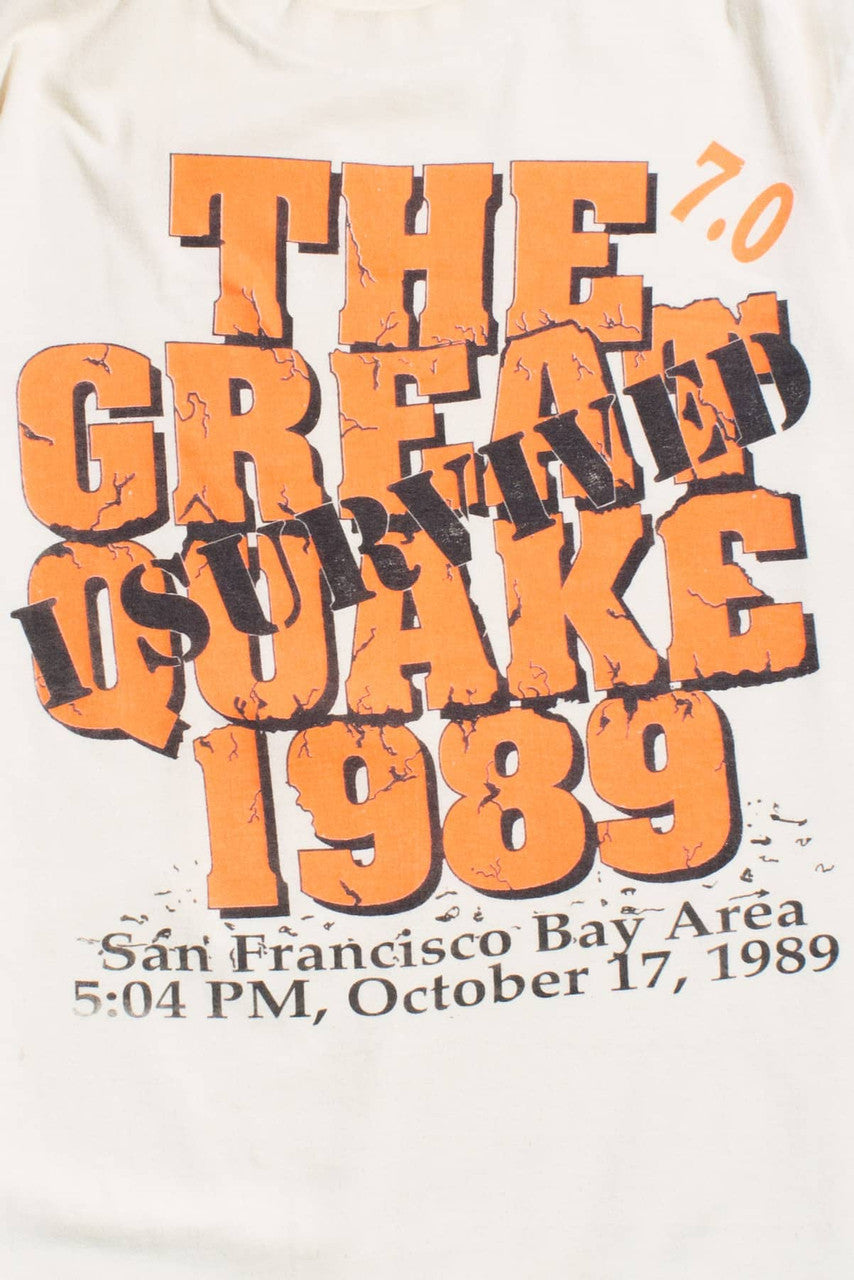 THE
7.0
GREAT
I SURVIVED
QUAKE
1989
San Francisco Bay Area
5:04 PM, October 17, 1989